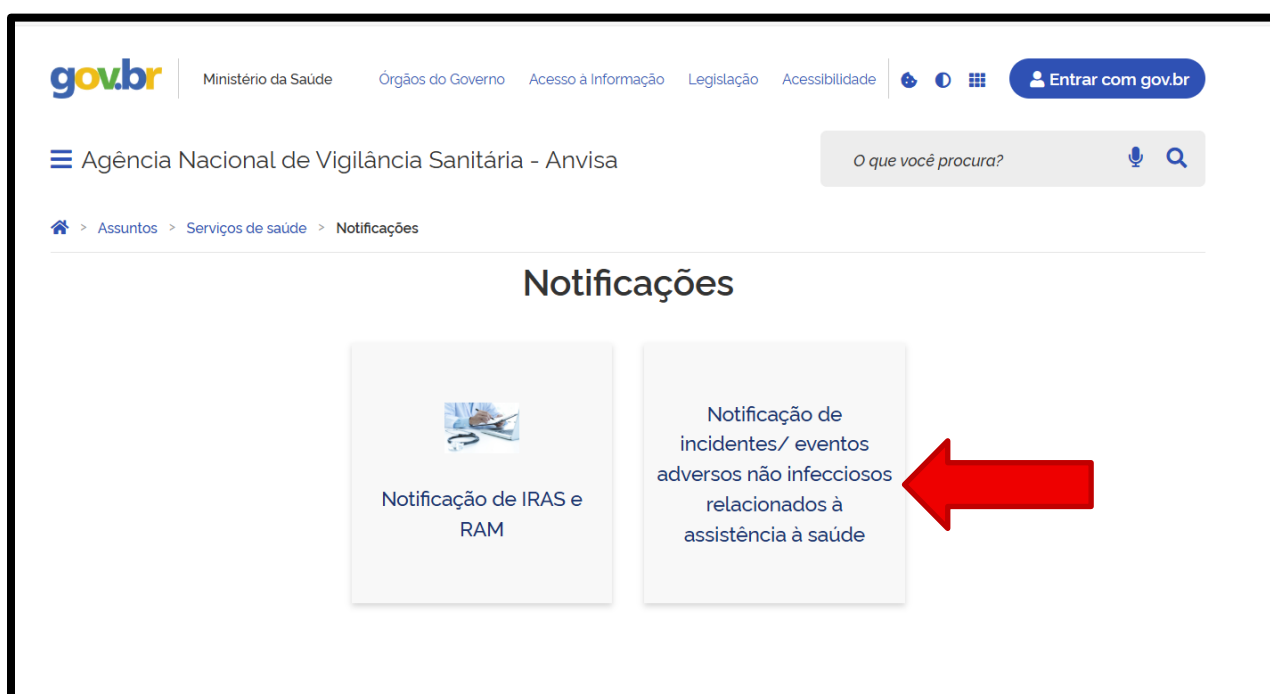 gov.br Ministério da Saúde Órgãos do Governo Acesso à Informação Legislação Acessibilidade Entrar com gov.br
Agência Nacional de Vigilância Sanitária - Anvisa O que você procura?
> Assuntos > Serviços de saúde > Notificações
Notificações
Notificação de IRAS e
RAM
Notificação de
incidentes/ eventos
adversos não infecciosos
relacionados à
assistência à saúde